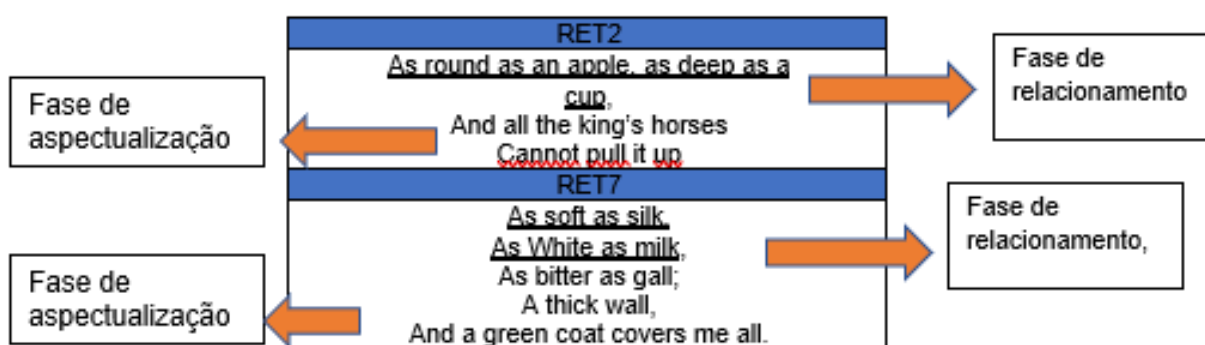 RET2
As round as an apple, as deep as a
cup,
And all the king's horses
Cannot pull it up
Fase de
relacionamento
Fase de
aspectualização
RET7
As soft as silk,
As White as milk,
As bitter as gall;
A thick wall,
And a green coat covers me all.
Fase de
relacionamento,
Fase de
aspectualização